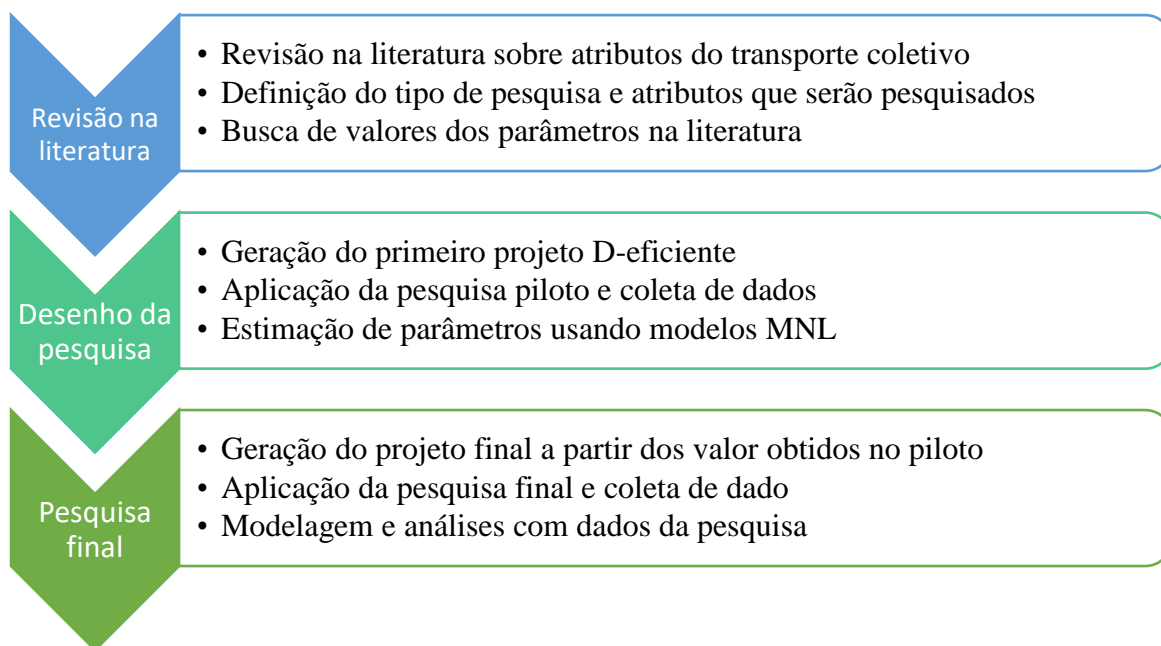 Revisão na
literatura
• Revisão na literatura sobre atributos do transporte coletivo
• Definição do tipo de pesquisa e atributos que serão pesquisados
• Busca de valores dos parâmetros na literatura
Desenho da
pesquisa
• Geração do primeiro projeto D-eficiente
• Aplicação da pesquisa piloto e coleta de dados
• Estimação de parâmetros usando modelos MNL
Pesquisa
final
• Geração do projeto final a partir dos valor obtidos no piloto
• Aplicação da pesquisa final e coleta de dado
• Modelagem e análises com dados da pesquisa